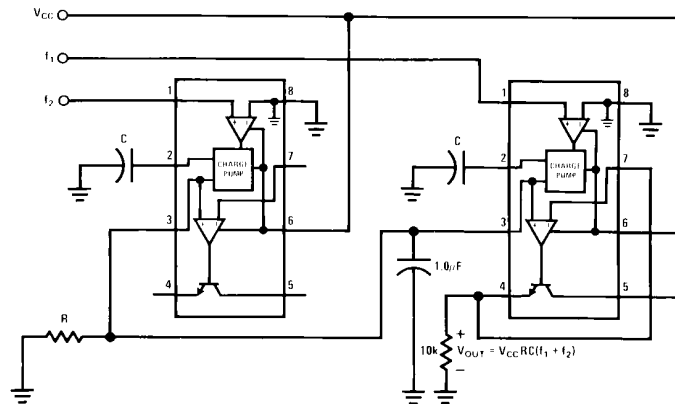 VCC
f1
f2
1
8
C
2
CHARGE
PUMP
7
3
6
4
5
R
1
8
C
2
CHARGE
PUMP
7
3
6
1.0µF
4
5
10k
+
VOUT = VCCRC(f1 + f2)
−